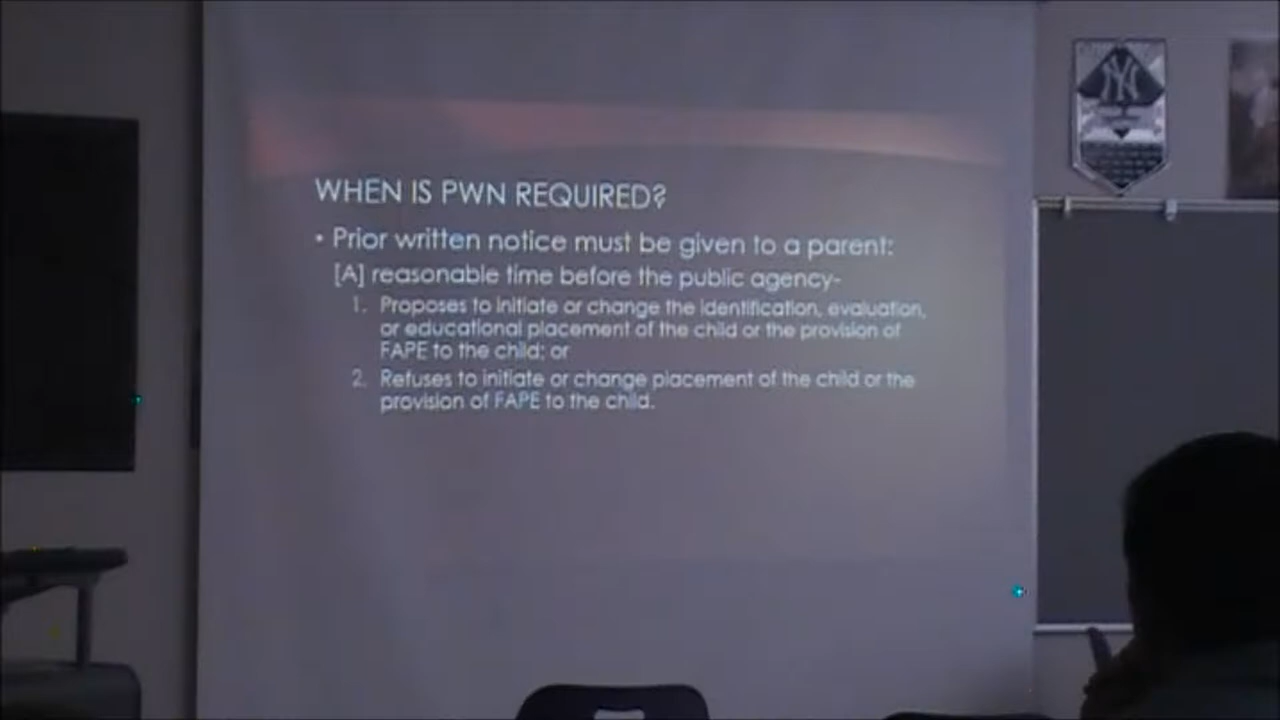 WHEN IS PWN REQUIRED?
• Prior written notice must be given to a parent:
[A] reasonable time before the public agency-
1. Proposes to initiate or change the identification, evaluation,
or educational placement of the child or the provision of
FAPE to the child; or
2. Refuses to initiate or change placement of the child or the
provision of FAPE to the child.
NY